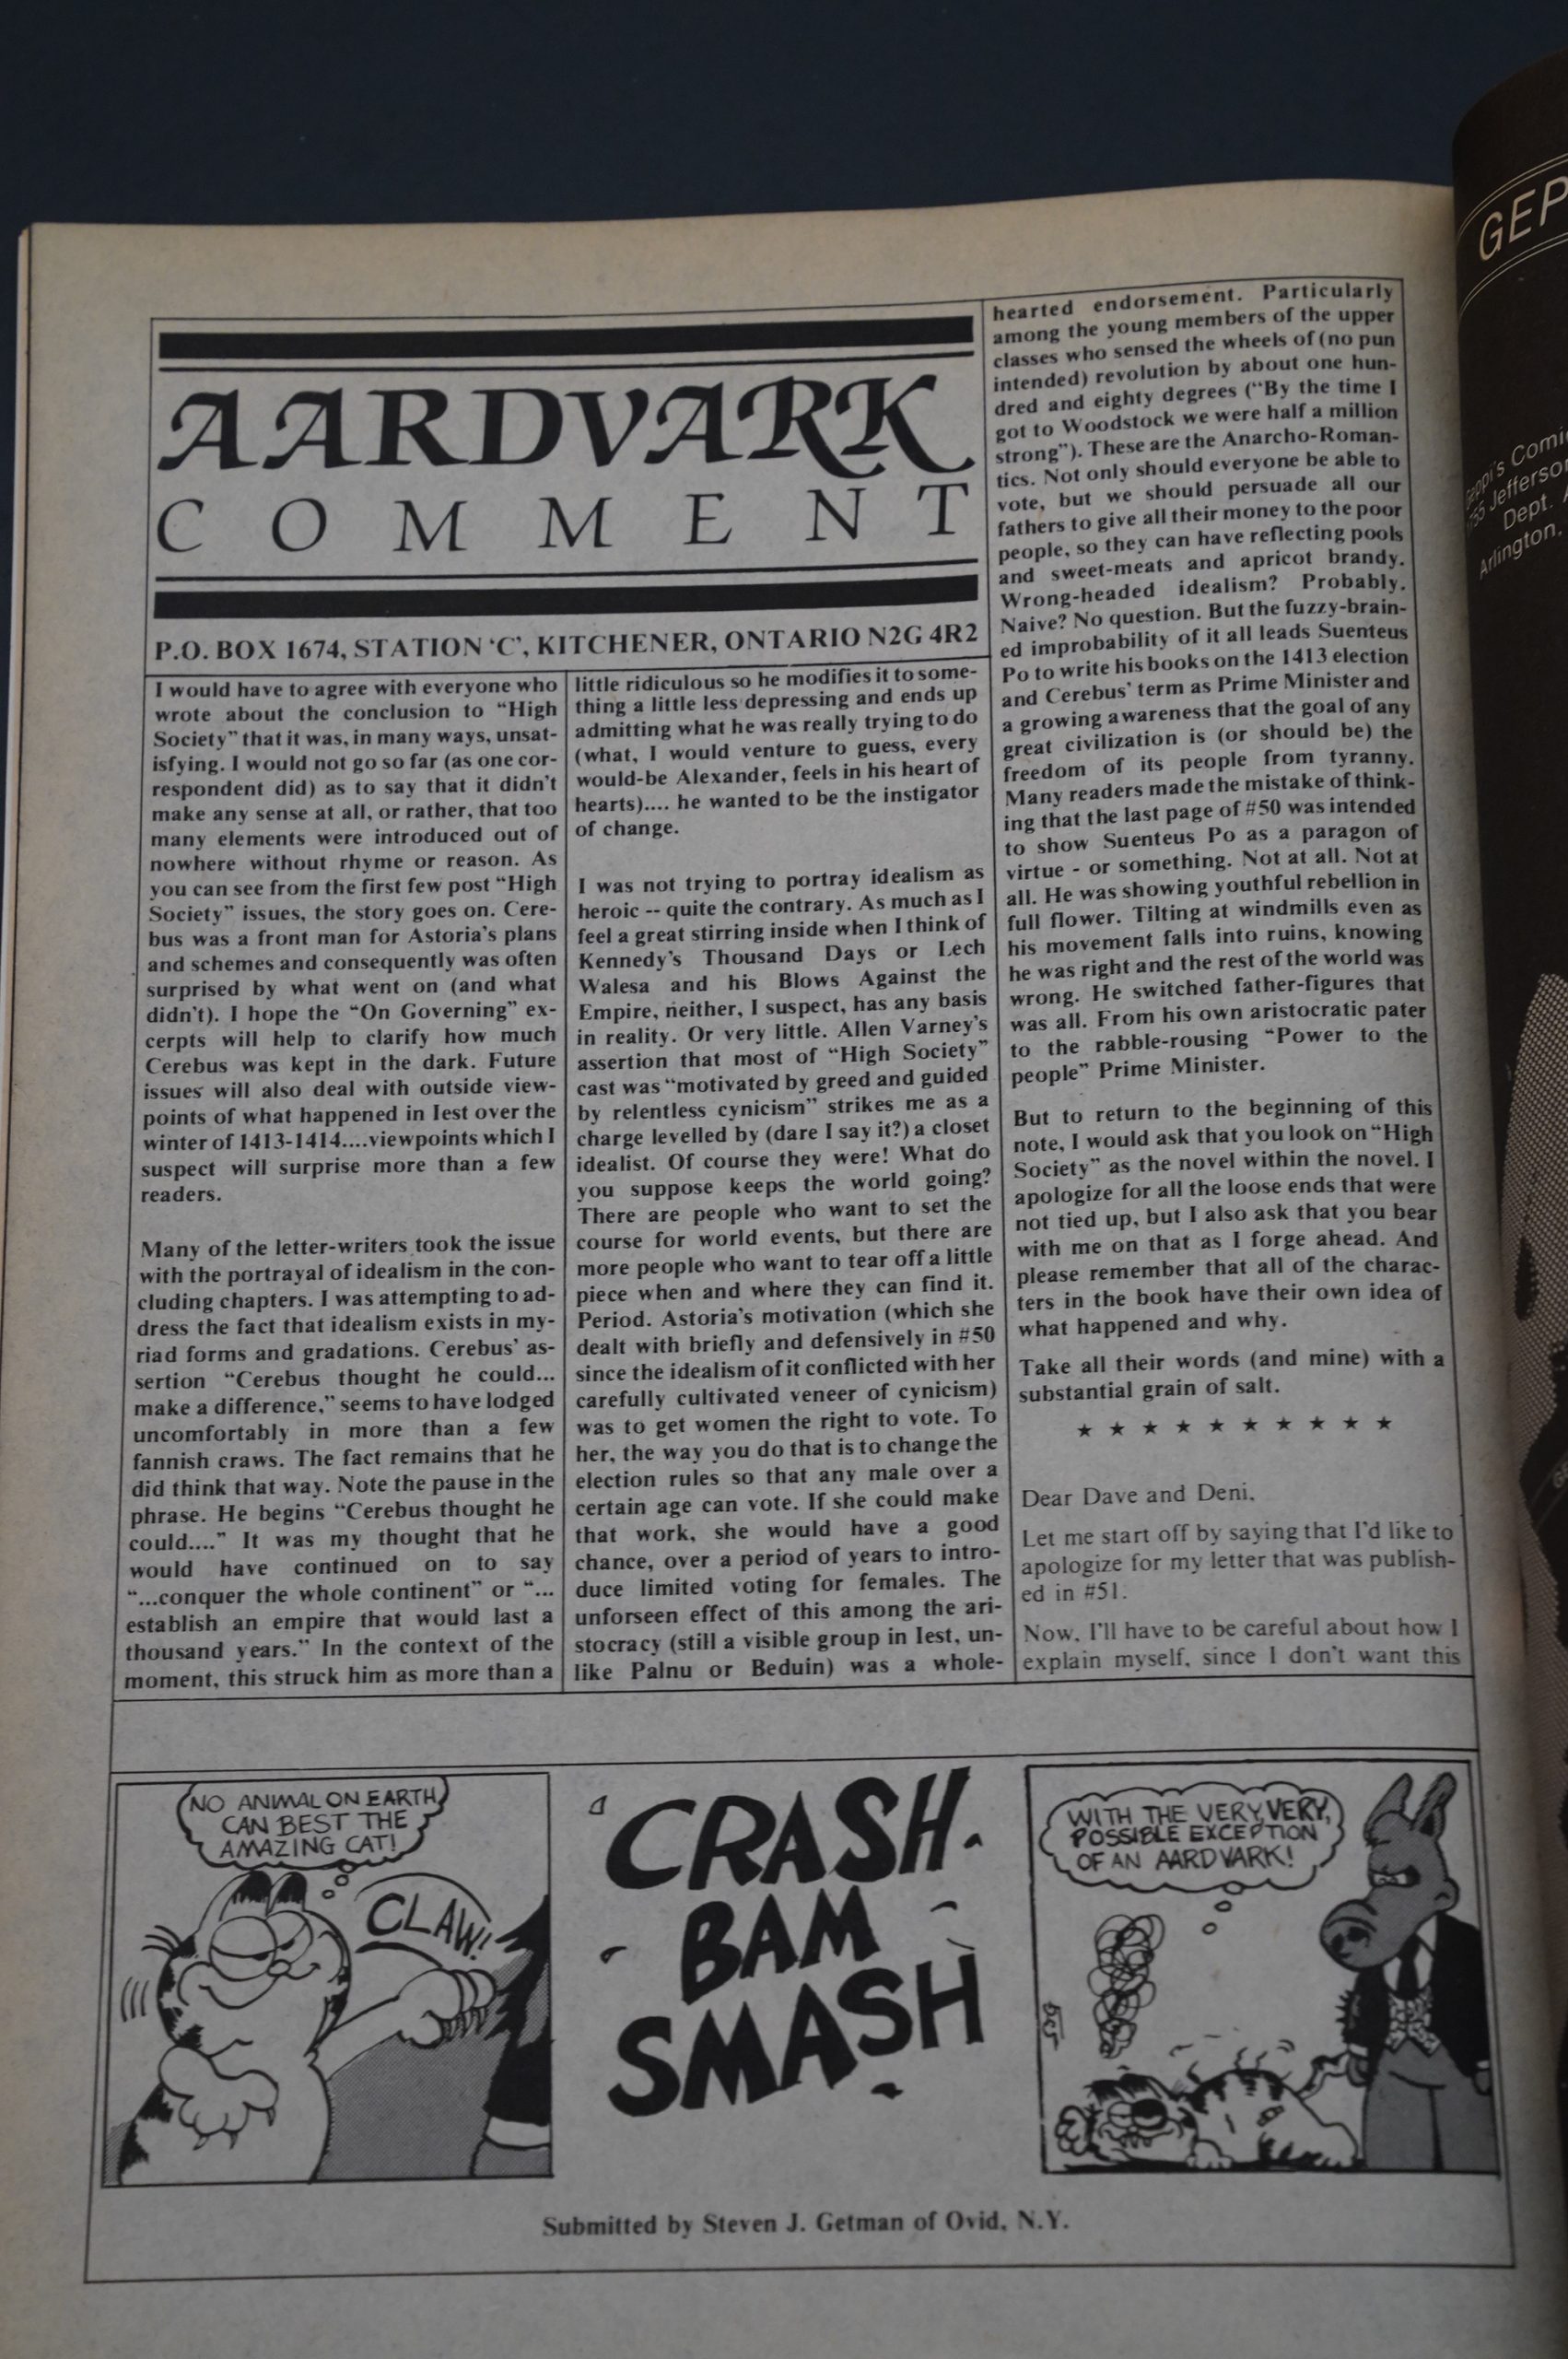 AARDVARK
COMMENT
P.O. BOX 1674, STATION ‘C’, KITCHENER, ONTARIO N2G 4R2
I would have to agree with everyone who
wrote about the conclusion to “High
Society” that it was, in many ways, unsat-
isfying. I would not go so far (as one cor-
respondent did) as to say that it didn’t
make any sense at all, or rather, that too
many elements were introduced out of
nowhere without rhyme or reason. As
you can see from the first few post “High
Society” issues, the story goes on. Cere-
bus was a front man for Astoria’s plans
and schemes and consequently was often
surprised by what went on (and what
didn’t). I hope the “On Governing” ex-
cerpts will help to clarify how much
Cerebus was kept in the dark. Future
issues will also deal with outside view-
points of what happened in Iest over the
winter of 1413-1414....viewpoints which I
suspect will surprise more than a few
readers.
Many of the letter-writers took the issue
with the portrayal of idealism in the con-
cluding chapters. I was attempting to ad-
dress the fact that idealism exists in my-
riad forms and gradations. Cerebus’ as-
sertion “Cerebus thought he could...
make a difference,” seems to have lodged
uncomfortably in more than a few
fannish craws. The fact remains that he
did think that way. Note the pause in the
phrase. He begins “Cerebus thought he
could....” It was my thought that he
would have continued on to say
“...conquer the whole continent” or “...
establish an empire that would last a
thousand years.” In the context of the
moment, this struck him as more than a
little ridiculous so he modifies it to some-
thing a little less depressing and ends up
admitting what he was really trying to do
(what, I would venture to guess, every
would-be Alexander, feels in his heart of
hearts).... he wanted to be the instigator
of change.
I was not trying to portray idealism as
heroic -- quite the contrary. As much as I
feel a great stirring inside when I think of
Kennedy’s Thousand Days or Lech
Walesa and his Blows Against the
Empire, neither, I suspect, has any basis
in reality. Or very little. Allen Varney’s
assertion that most of “High Society”
cast was “motivated by greed and guided
by relentless cynicism” strikes me as a
charge levelled by (dare I say it?) a closet
idealist. Of course they were! What do
you suppose keeps the world going?
There are people who want to set the
course for world events, but there are
more people who want to tear off a little
piece when and where they can find it.
Period. Astoria’s motivation (which she
dealt with briefly and defensively in #50
since the idealism of it conflicted with her
carefully cultivated veneer of cynicism)
was to get women the right to vote. To
her, the way you do that is to change the
election rules so that any male over a
certain age can vote. If she could make
that work, she would have a good
chance, over a period of years to intro-
duce limited voting for females. The
unforseen effect of this among the ari-
stocracy (still a visible group in Iest, un-
like Palnu or Beduin) was a whole-
hearted endorsement. Particularly
among the young members of the upper
classes who sensed the wheels of (no pun
intended) revolution by about one hun-
dred and eighty degrees (“By the time I
got to Woodstock we were half a million
strong”). These are the Anarcho-Roman-
tics. Not only should everyone be able to
vote, but we should persuade all our
fathers to give all their money to the poor
people, so they can have reflecting pools
and sweet-meats and apricot brandy.
Wrong-headed idealism? Probably.
Naive? No question. But the fuzzy-brain-
ed improbability of it all leads Suenteus
Po to write his books on the 1413 election
and Cerebus’ term as Prime Minister and
a growing awareness that the goal of any
great civilization is (or should be) the
freedom of its people from tyranny.
Many readers made the mistake of think-
ing that the last page of #50 was intended
to show Suenteus Po as a paragon of
virtue - or something. Not at all. Not at
all. He was showing youthful rebellion in
full flower. Tilting at windmills even as
his movement falls into ruins, knowing
he was right and the rest of the world was
wrong. He switched father-figures that
was all. From his own aristocratic pater
to the rabble-rousing “Power to the
people” Prime Minister.
But to return to the beginning of this
note, I would ask that you look on “High
Society” as the novel within the novel. I
apologize for all the loose ends that were
not tied up, but I also ask that you bear
with me on that as I forge ahead. And
please remember that all of the charac-
ters in the book have their own idea of
what happened and why.
Take all their words (and mine) with a
substantial grain of salt.
★ ★ ★ ★ ★ ★ ★ ★ ★ ★
Dear Dave and Deni,
Let me start off by saying that I’d like to
apologize for my letter that was publish-
ed in #51.
Now, I’ll have to be careful about how I
explain myself, since I don’t want this
NO ANIMAL ON EARTH
CAN BEST THE
AMAZING CAT!
CLAW!
CRASH
BAM
SMASH
WITH THE VERY, VERY,
POSSIBLE EXCEPTION
OF AN AARDVARK!
Submitted by Steven J. Getman of Ovid, N.Y.
GEP
Geppi's Comi
Jefferso
Dept.
Arlington,